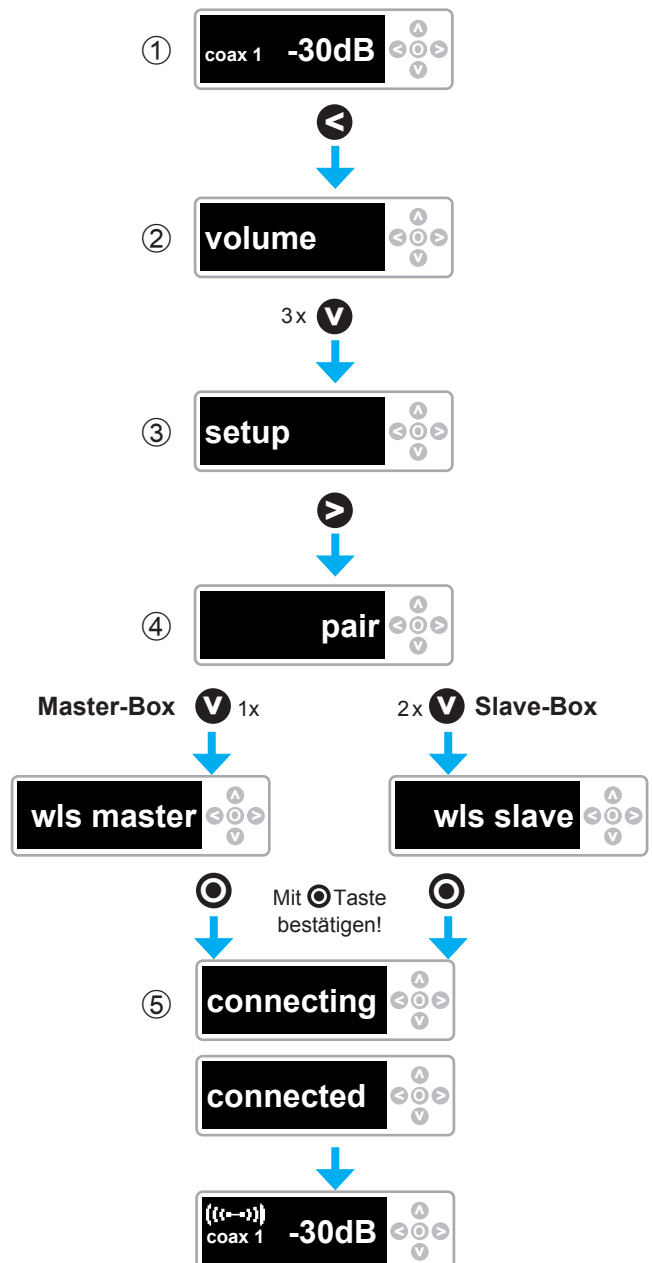 ① coax 1 -30dB
<
② volume
3 x V
③ setup
>
④ pair
Master-Box V 1x
2 x V Slave-Box
wls master
wls slave
Mit ⦿ Taste
bestätigen!
⑤ connecting
connected
coax 1 -30dB